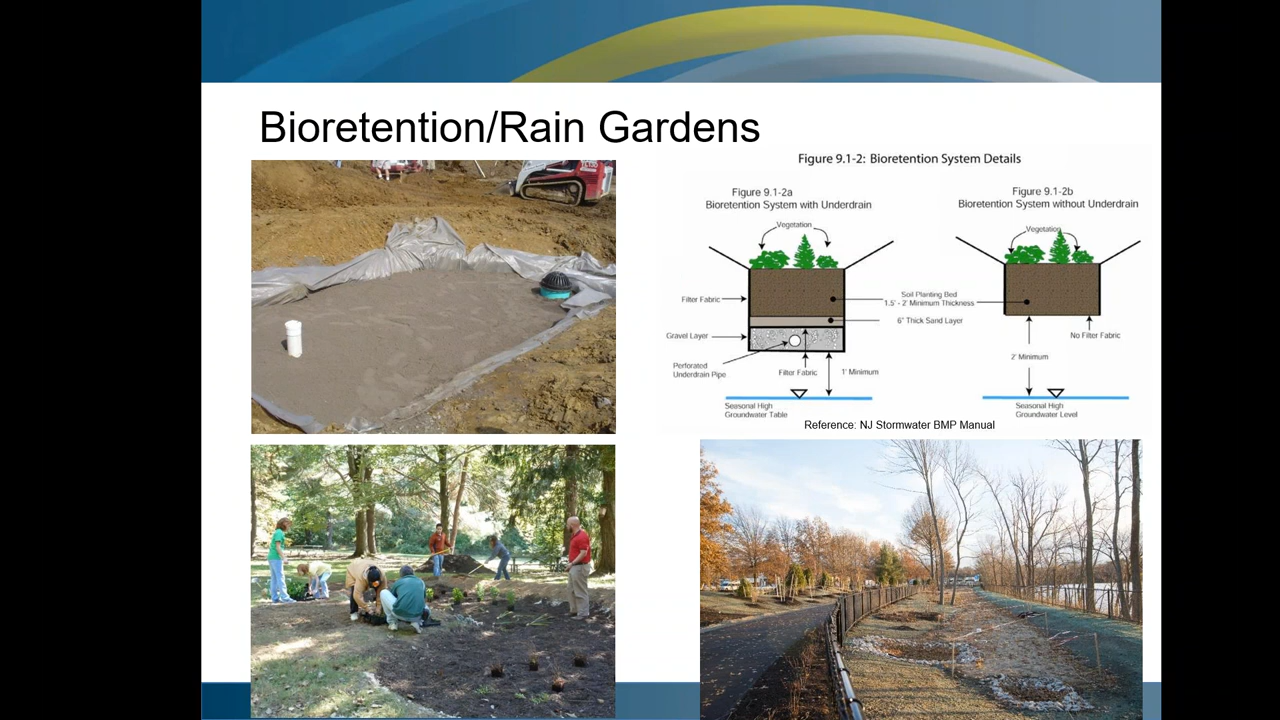 Bioretention/Rain Gardens
Figure 9.1-2: Bioretention System Details
Figure 9.1-2a
Bioretention System with Underdrain
Vegetation
Filter Fabric
Gravel Layer
Perforated
Underdrain Pipe
Filter Fabric
1' Minimum
Seasonal High
Groundwater Table
Soil Planting Bed
1.5' - 2' Minimum Thickness
6" Thick Sand Layer
Figure 9.1-2b
Bioretention System without Underdrain
Vegetation
No Filter Fabric
2' Minimum
Seasonal High
Groundwater Level
Reference: NJ Stormwater BMP Manual